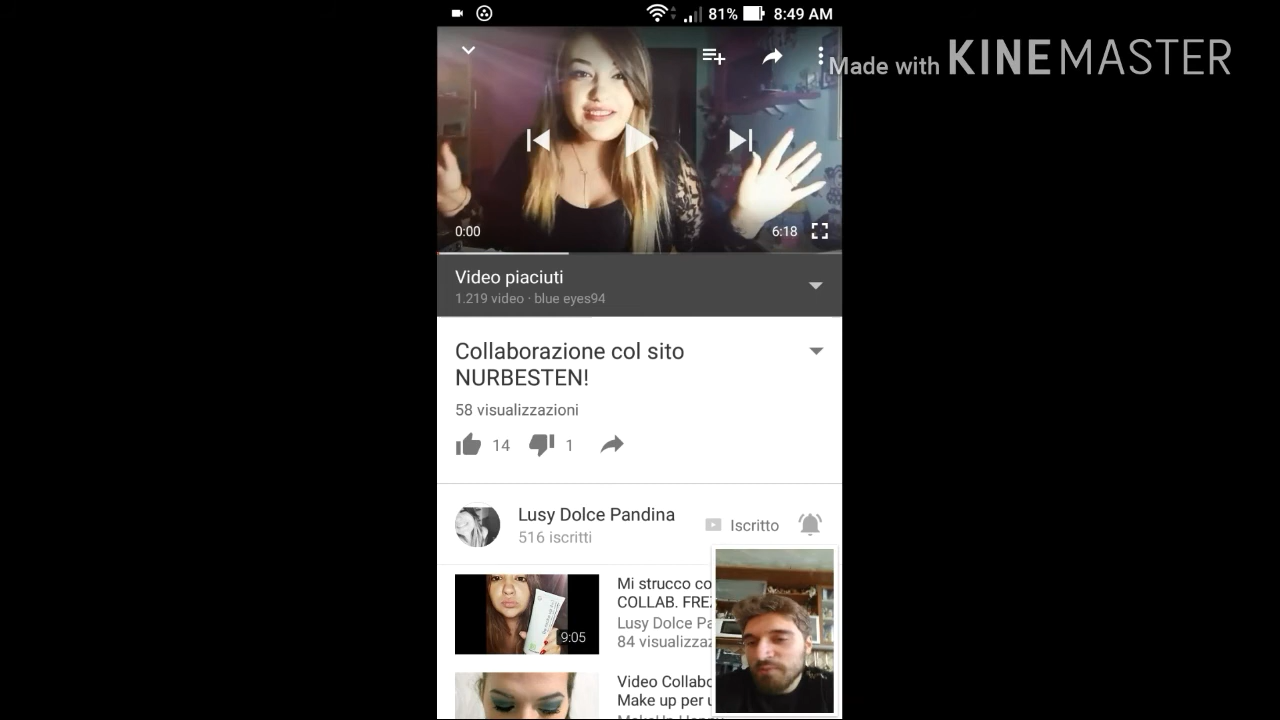 81% 8:49 AM
Made with KINEMASTER
0:00 6:18
Video piaciuti
1.219 video · blue eyes94
Collaborazione col sito
NURBESTEN!
58 visualizzazioni
14 1
Lusy Dolce Pandina
516 iscritti
Iscritto
9:05
Mi strucco co
COLLAB. FREZ
Lusy Dolce Pa
84 visualizzaz
Video Collabo
Make up per u